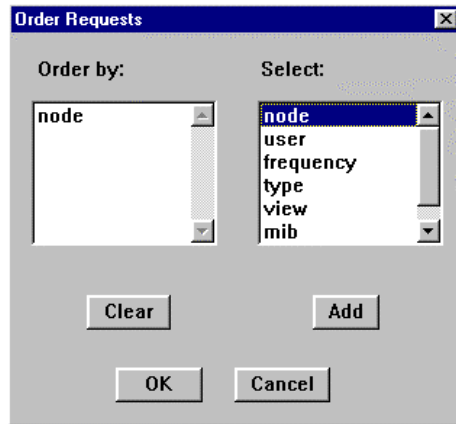 Order Requests
Order by:
Select:
node
node
user
frequency
type
view
mib
Clear
Add
OK
Cancel